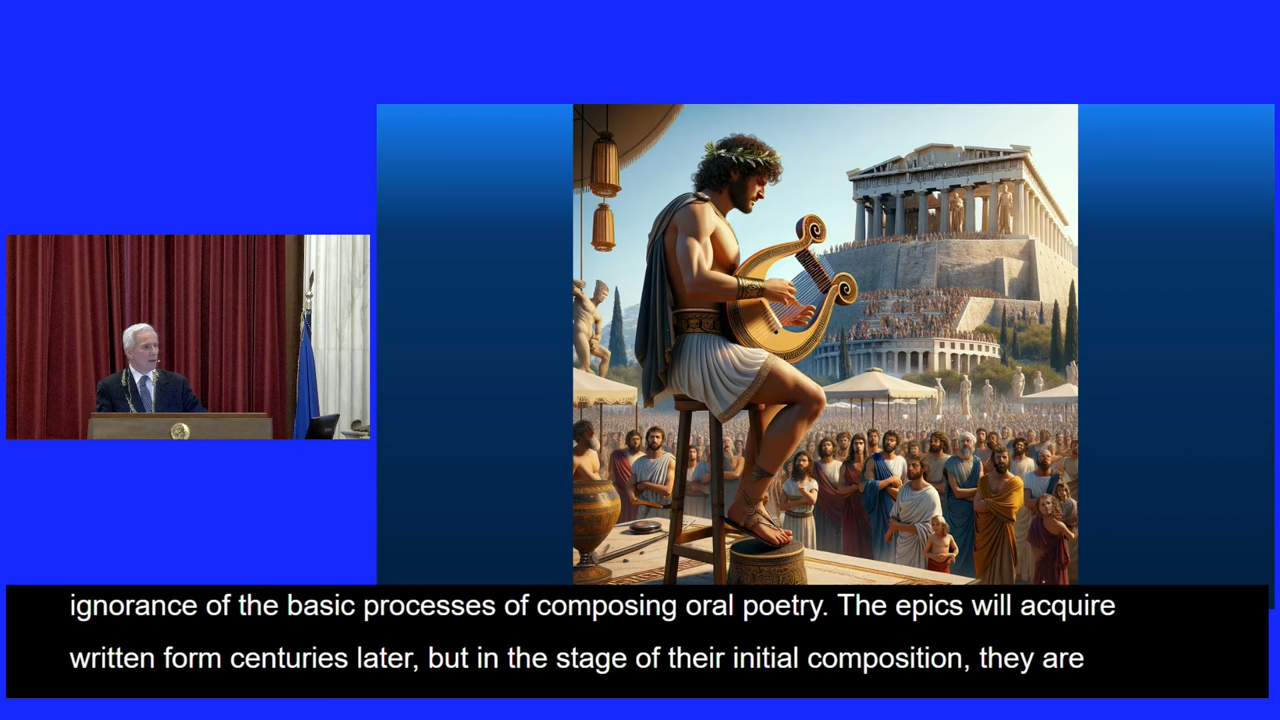 ignorance of the basic processes of composing oral poetry. The epics will acquire
written form centuries later, but in the stage of their initial composition, they are